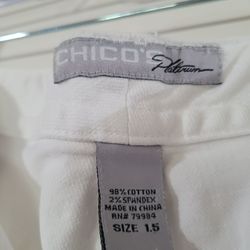 CHICO'S Platinum
98% COTTON
2% SPANDEX
MADE IN CHINA
RN# 79984
SIZE 1.5